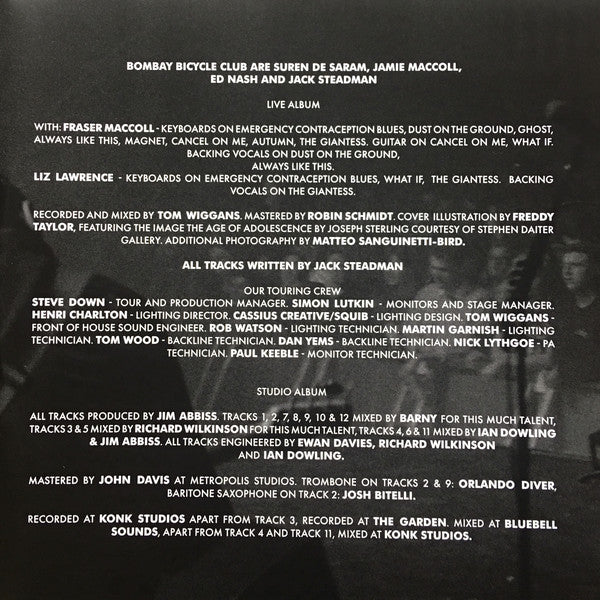 BOMBAY BICYCLE CLUB ARE SUREN DE SARAM, JAMIE MACCOLL,
ED NASH AND JACK STEADMAN
LIVE ALBUM
WITH: FRASER MACCOLL - KEYBOARDS ON EMERGENCY CONTRACEPTION BLUES, DUST ON THE GROUND, GHOST,
ALWAYS LIKE THIS, MAGNET, CANCEL ON ME, AUTUMN, THE GIANTESS. GUITAR ON CANCEL ON ME, WHAT IF.
BACKING VOCALS ON DUST ON THE GROUND,
ALWAYS LIKE THIS.
LIZ LAWRENCE - KEYBOARDS ON EMERGENCY CONTRACEPTION BLUES, WHAT IF, THE GIANTESS. BACKING
VOCALS ON THE GIANTESS.
RECORDED AND MIXED BY TOM WIGGANS. MASTERED BY ROBIN SCHMIDT. COVER ILLUSTRATION BY FREDDY
TAYLOR, FEATURING THE IMAGE THE AGE OF ADOLESCENCE BY JOSEPH STERLING COURTESY OF STEPHEN DAITER
GALLERY. ADDITIONAL PHOTOGRAPHY BY MATTEO SANGUINETTI-BIRD.
ALL TRACKS WRITTEN BY JACK STEADMAN
OUR TOURING CREW
STEVE DOWN - TOUR AND PRODUCTION MANAGER. SIMON LUTKIN - MONITORS AND STAGE MANAGER.
HENRI CHARLTON - LIGHTING DIRECTOR. CASSIUS CREATIVE/SQUIB - LIGHTING DESIGN. TOM WIGGANS -
FRONT OF HOUSE SOUND ENGINEER. ROB WATSON - LIGHTING TECHNICIAN. MARTIN GARNISH - LIGHTING
TECHNICIAN. TOM WOOD - BACKLINE TECHNICIAN. DAN YEMS - BACKLINE TECHNICIAN. NICK LYTHGOE - PA
TECHNICIAN. PAUL KEEBLE - MONITOR TECHNICIAN.
STUDIO ALBUM
ALL TRACKS PRODUCED BY JIM ABBISS. TRACKS 1, 2, 7, 8, 9, 10 & 12 MIXED BY BARNY FOR THIS MUCH TALENT,
TRACKS 3 & 5 MIXED BY RICHARD WILKINSON FOR THIS MUCH TALENT, TRACKS 4, 6 & 11 MIXED BY IAN DOWLING
& JIM ABBISS. ALL TRACKS ENGINEERED BY EWAN DAVIES, RICHARD WILKINSON
AND IAN DOWLING.
MASTERED BY JOHN DAVIS AT METROPOLIS STUDIOS. TROMBONE ON TRACKS 2 & 9: ORLANDO DIVER,
BARITONE SAXOPHONE ON TRACK 2: JOSH BITELLI.
RECORDED AT KONK STUDIOS APART FROM TRACK 3, RECORDED AT THE GARDEN. MIXED AT BLUEBELL
SOUNDS, APART FROM TRACK 4 AND TRACK 11, MIXED AT KONK STUDIOS.